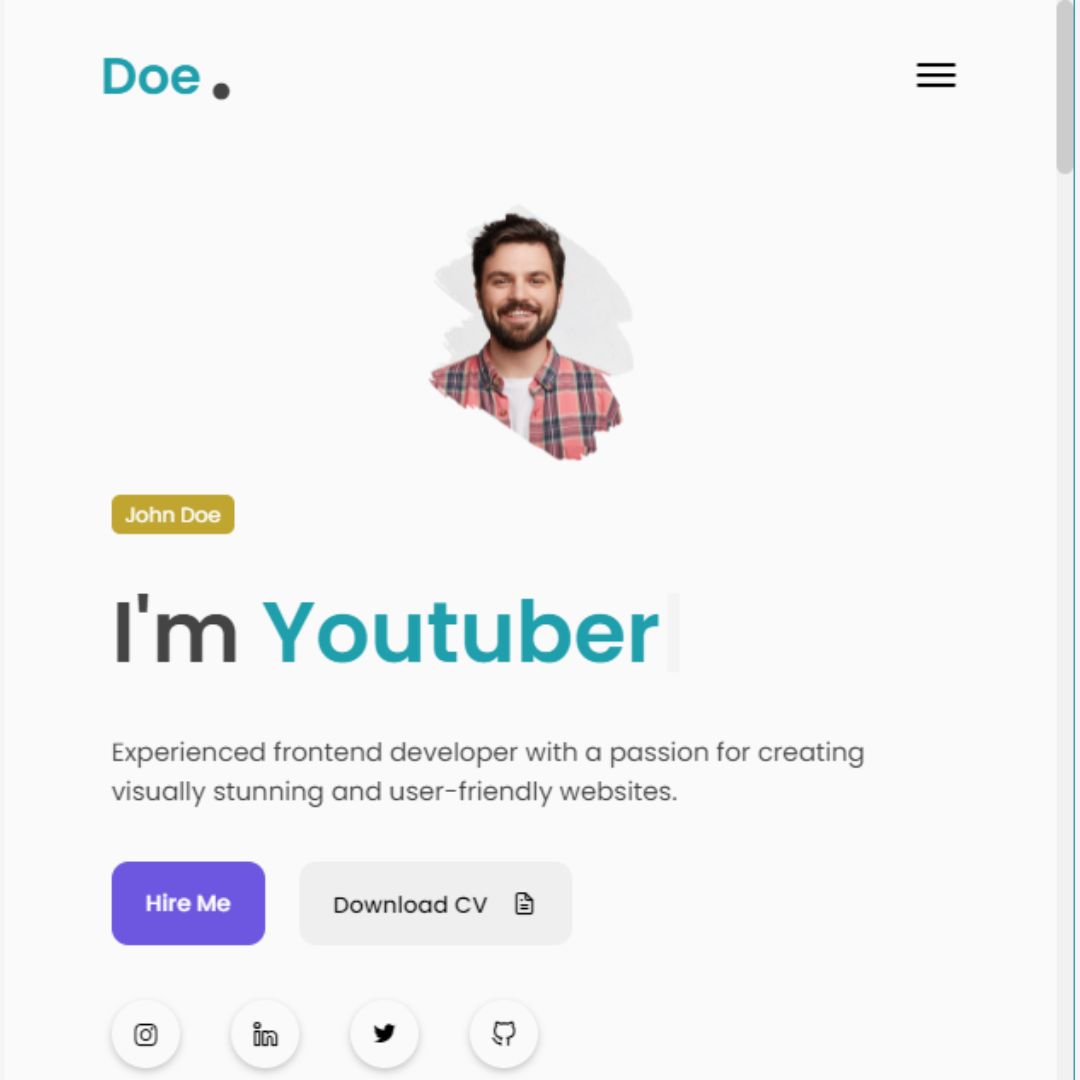 Doe .
John Doe
I'm Youtuber
Experienced frontend developer with a passion for creating
visually stunning and user-friendly websites.
Hire Me
Download CV